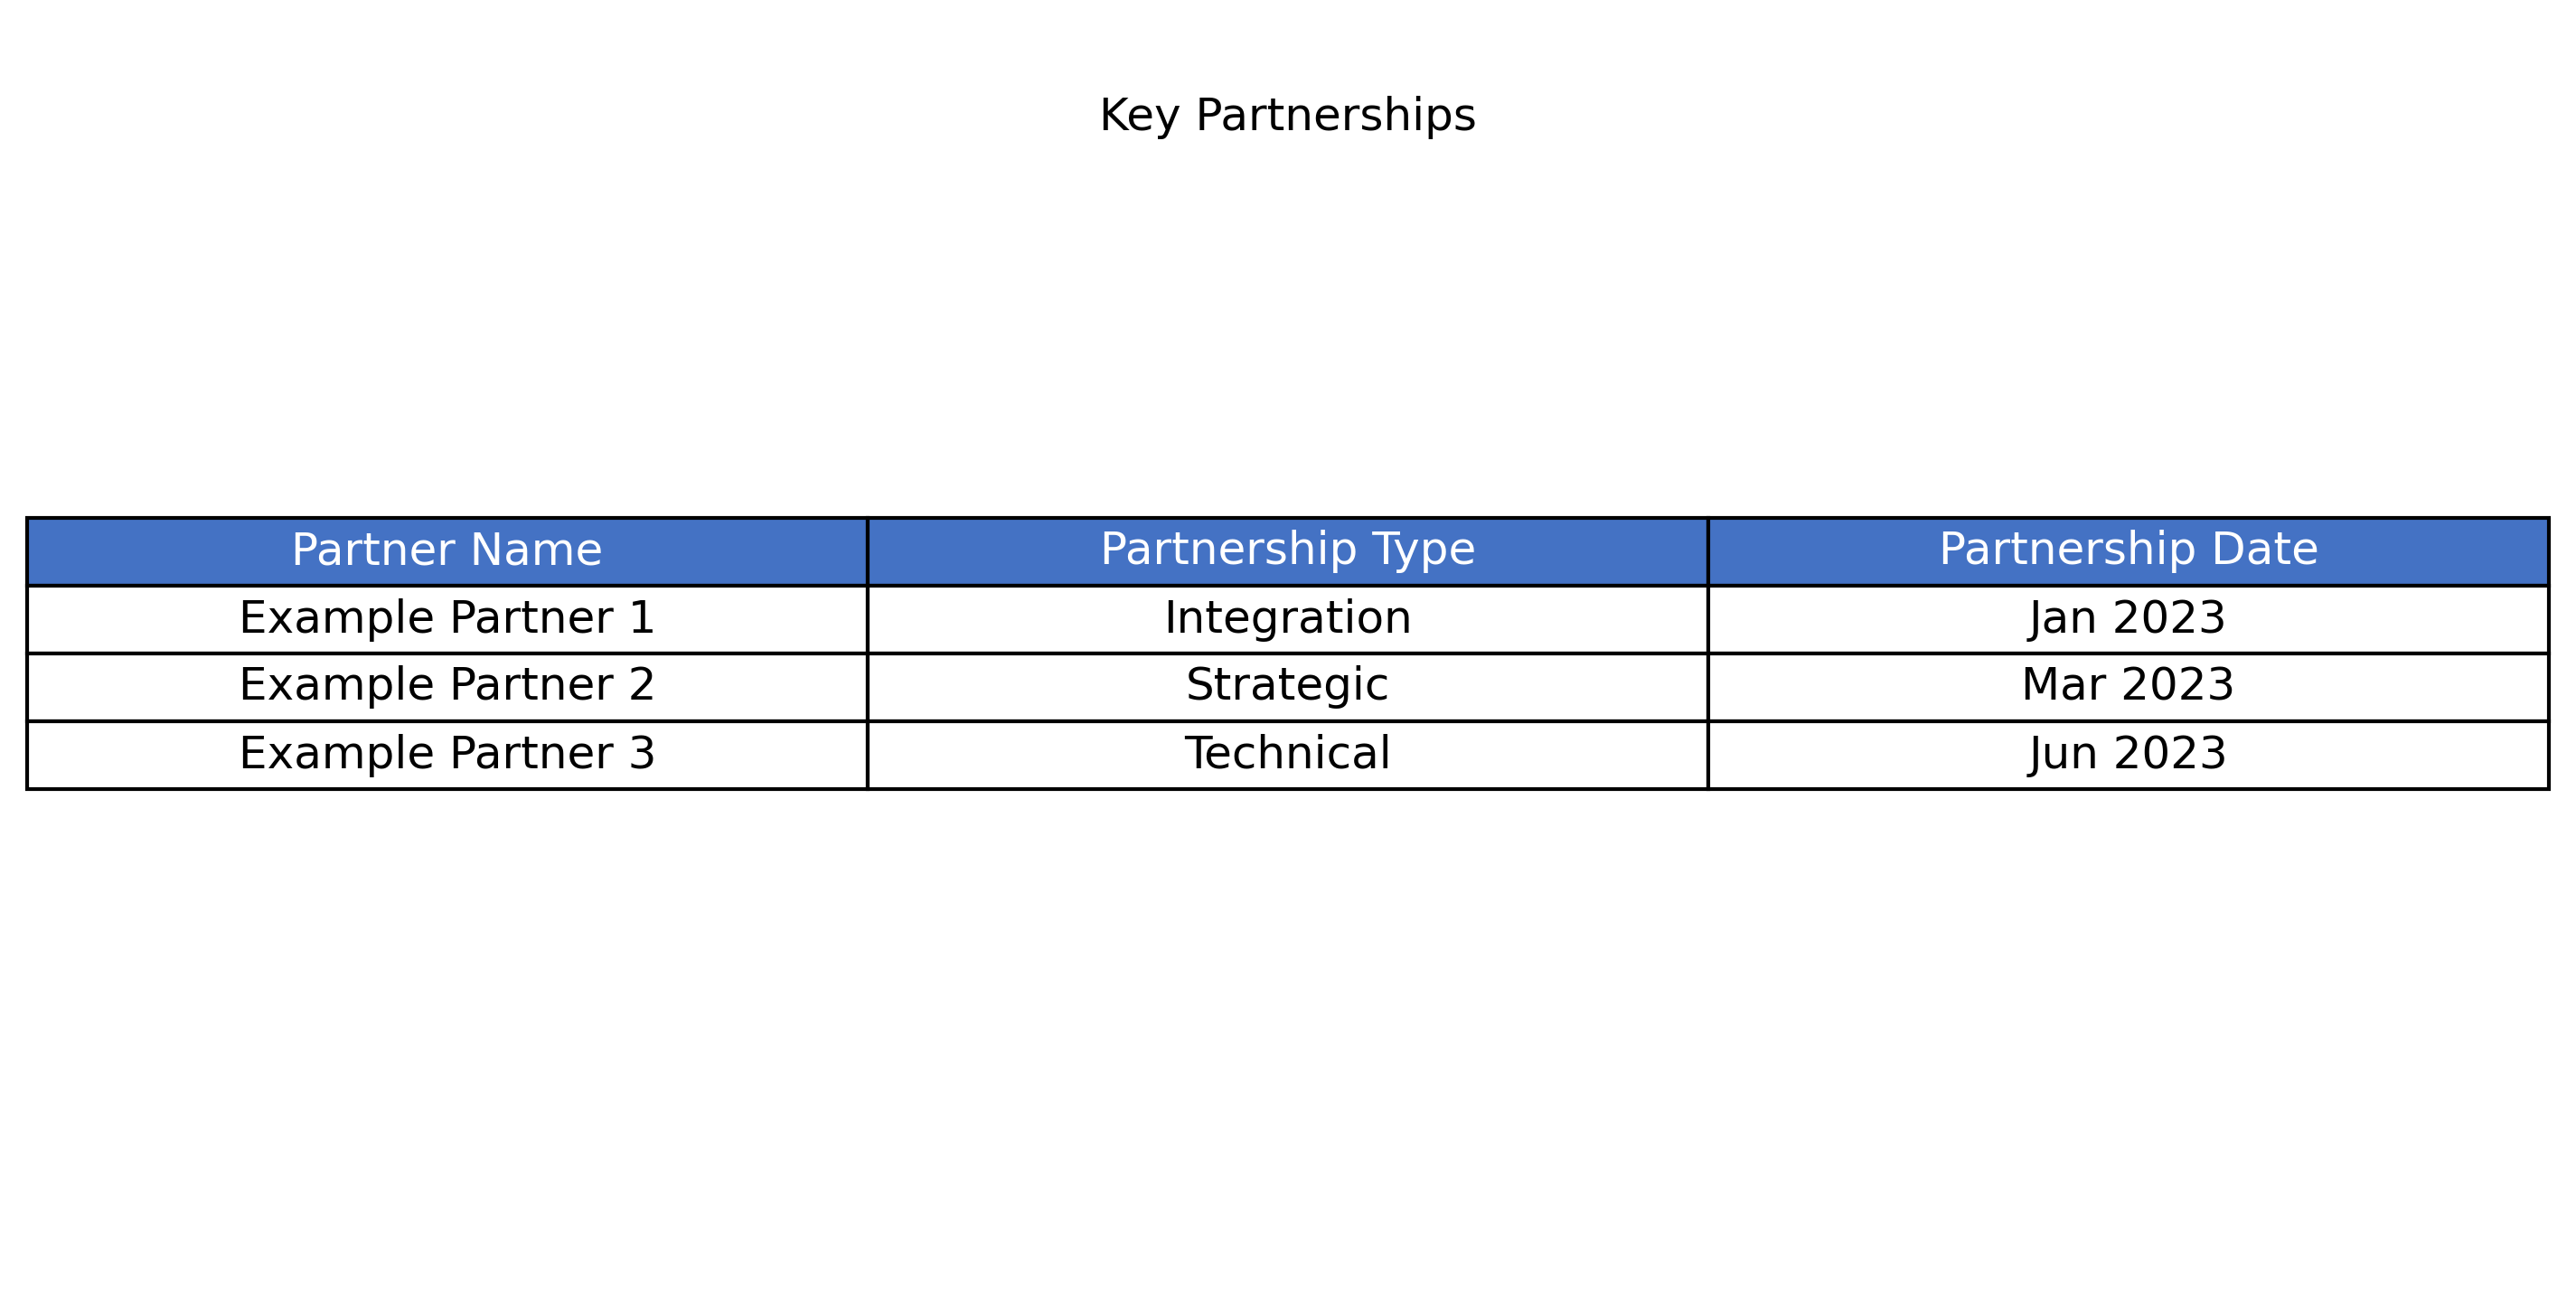 Key Partnerships
Partner Name Partnership Type Partnership Date
Example Partner 1 Integration Jan 2023
Example Partner 2 Strategic Mar 2023
Example Partner 3 Technical Jun 2023